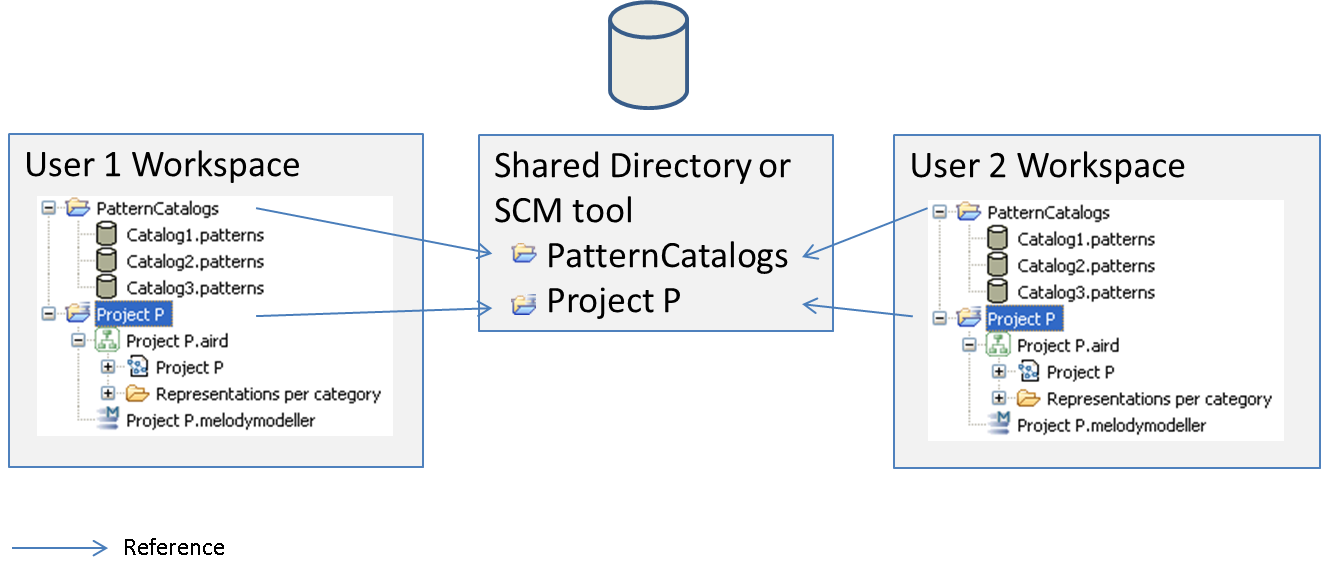 User 1 Workspace
PatternCatalogs
Catalog1.patterns
Catalog2.patterns
Catalog3.patterns
Project P
Project P.aird
Project P
Representations per category
Project P.melodymodeller
Shared Directory or
SCM tool
PatternCatalogs
Project P
User 2 Workspace
PatternCatalogs
Catalog1.patterns
Catalog2.patterns
Catalog3.patterns
Project P
Project P.aird
Project P
Representations per category
Project P.melodymodeller
Reference